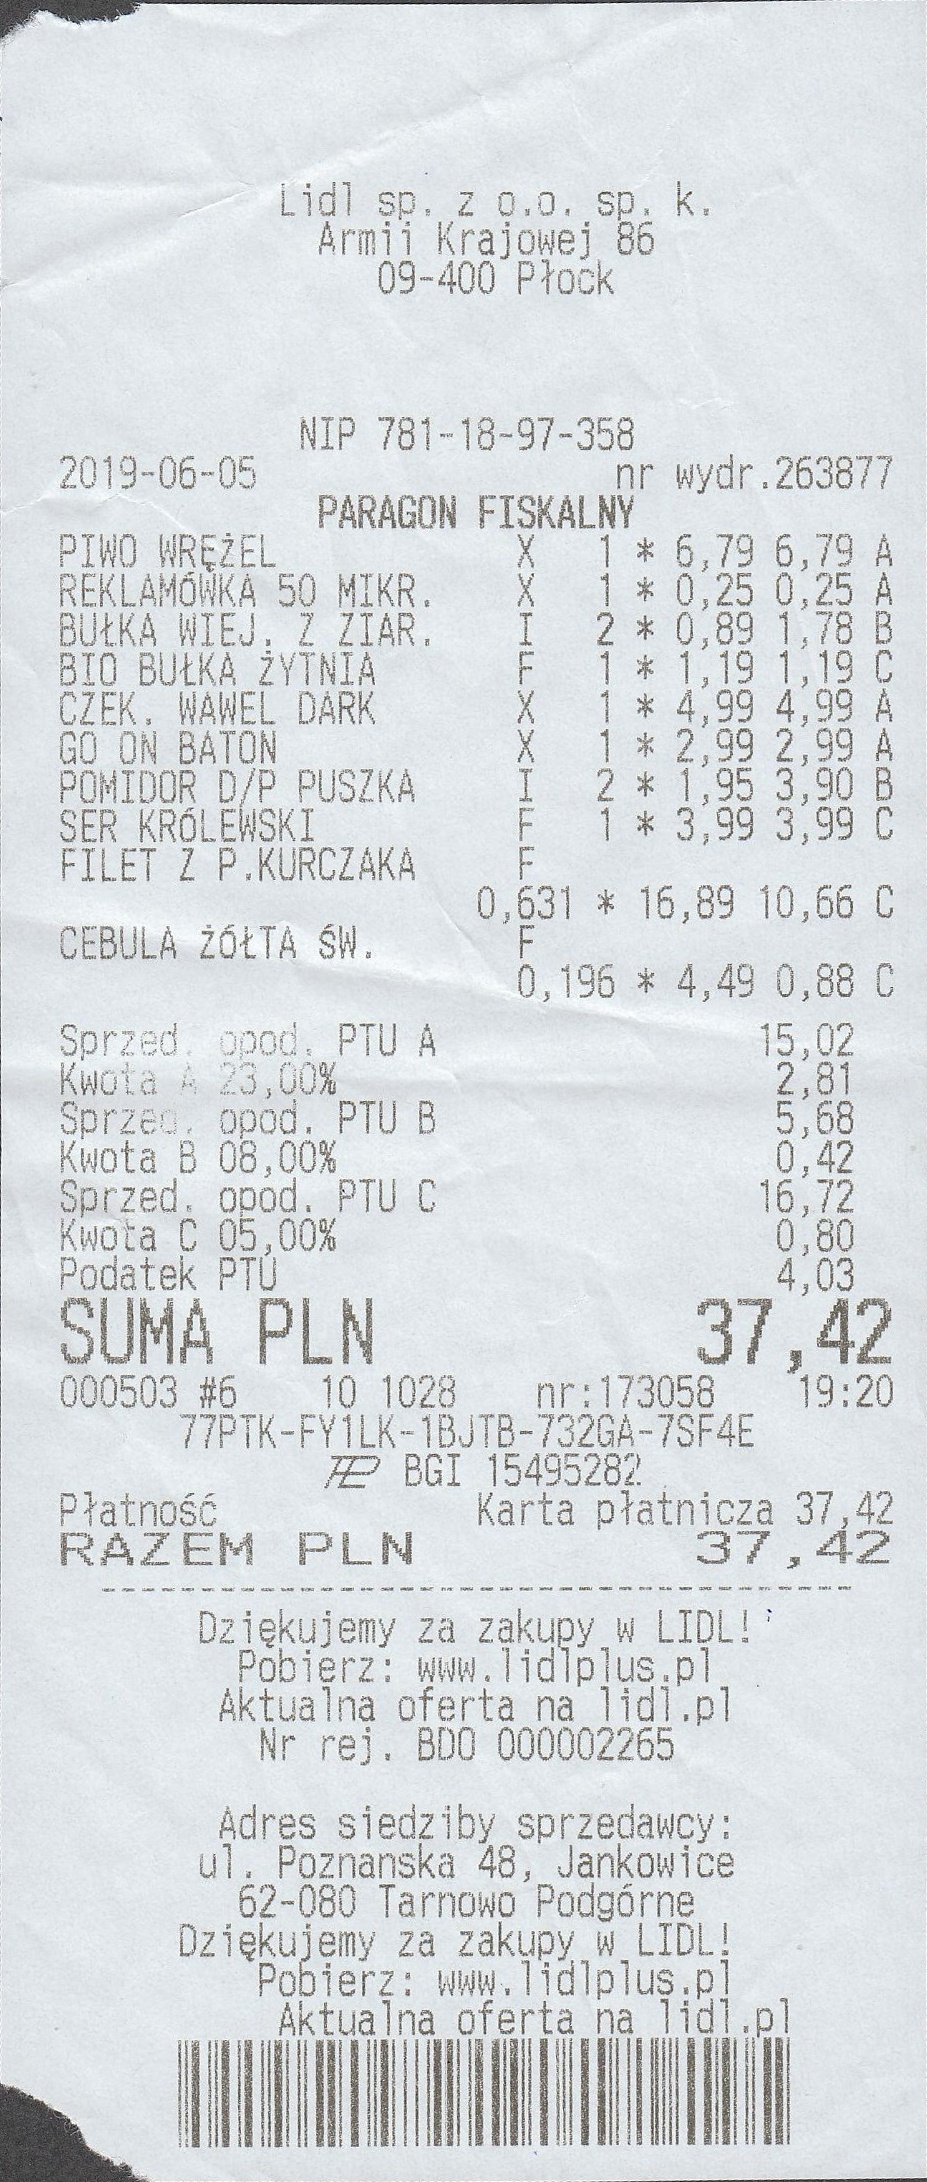 Lidl sp. z o.o. sp. k.
Armii Krajowej 86
09-400 Płock
NIP 781-18-97-358
2019-06-05 nr wydr.263877
PARAGON FISKALNY
PIWO WRĘŻEL X 1 * 6,79 6,79 A
REKLAMÓWKA 50 MIKR. X 1 * 0,25 0,25 A
BUŁKA WIEJ. Z ZIAR. I 2 * 0,89 1,78 B
BIO BUŁKA ŻYTNIA F 1 * 1,19 1,19 C
CZEK. WAWEL DARK X 1 * 4,99 4,99 A
GO ON BATON X 1 * 2,99 2,99 A
POMIDOR D/P PUSZKA I 2 * 1,95 3,90 B
SER KRÓLEWSKI F 1 * 3,99 3,99 C
FILET Z P.KURCZAKA F
0,631 * 16,89 10,66 C
CEBULA ŻÓŁTA ŚW. F
0,196 * 4,49 0,88 C
Sprzed. opod. PTU A 15,02
Kwota A 23,00% 2,81
Sprzed. opod. PTU B 5,68
Kwota B 08,00% 0,42
Sprzed. opod. PTU C 16,72
Kwota C 05,00% 0,80
Podatek PTU 4,03
SUMA PLN 37,42
000503 #6 10 1028 nr:173058 19:20
77PTK-FY1LK-1BJTB-732GA-7SF4E
BGI 15495282
Płatność Karta płatnicza 37,42
RAZEM PLN 37,42
Dziękujemy za zakupy w LIDL!
Pobierz: www.lidlplus.pl
Aktualna oferta na lidl.pl
Nr rej. BDO 000002265
Adres siedziby sprzedawcy:
ul. Poznanska 48, Jankowice
62-080 Tarnowo Podgórne
Dziękujemy za zakupy w LIDL!
Pobierz: www.lidlplus.pl
Aktualna oferta na lidl.pl